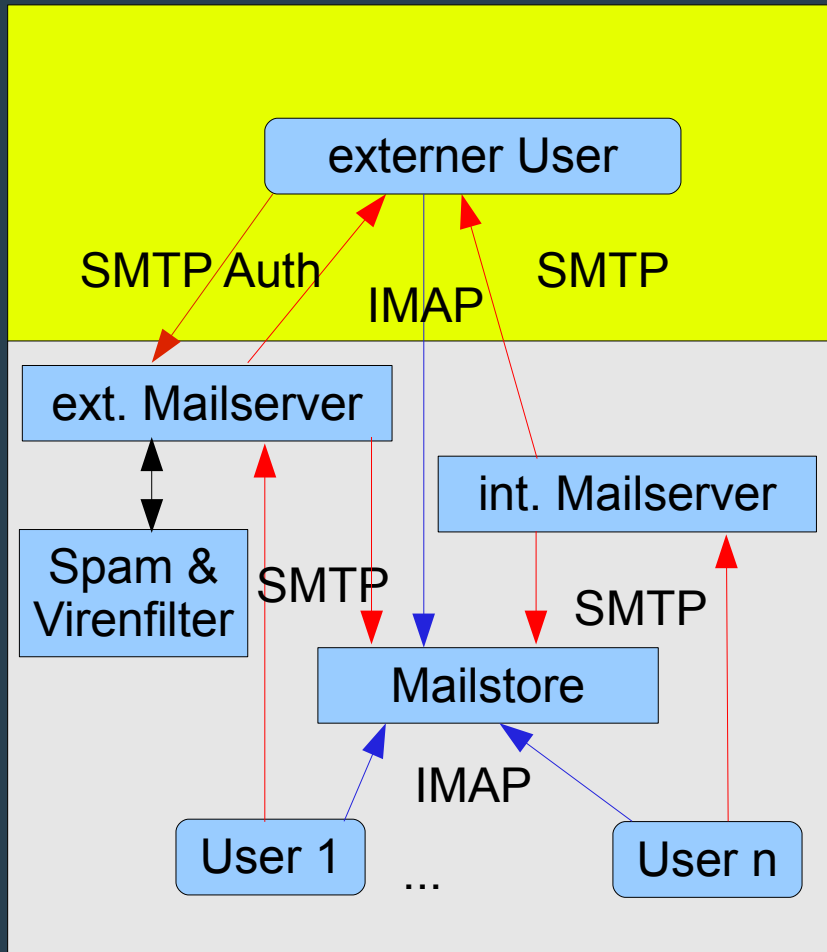 externer User
SMTP Auth
SMTP
IMAP
ext. Mailserver
int. Mailserver
Spam &
Virenfilter
SMTP
SMTP
Mailstore
IMAP
User 1
...
User n